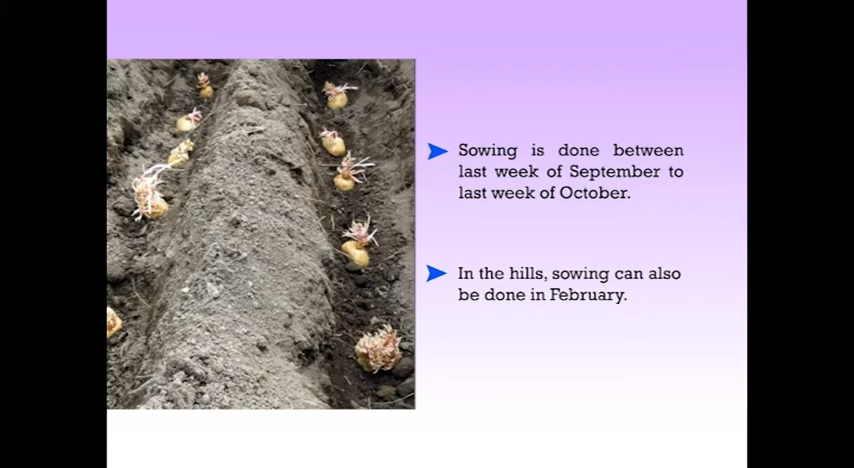 Sowing is done between
last week of September to
last week of October.
In the hills, sowing can also
be done in February.